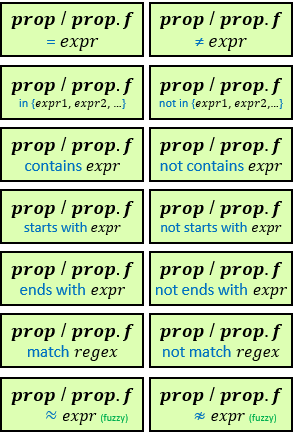 prop / prop.f
= expr
prop / prop.f
≠ expr
prop / prop.f
in {expr1, expr2, …}
prop / prop.f
not in {expr1, expr2,…}
prop / prop.f
contains expr
prop / prop.f
not contains expr
prop / prop.f
starts with expr
prop / prop.f
not starts with expr
prop / prop.f
ends with expr
prop / prop.f
not ends with expr
prop / prop.f
match regex
prop / prop.f
not match regex
prop / prop.f
≈ expr (fuzzy)
prop / prop.f
≉ expr (fuzzy)